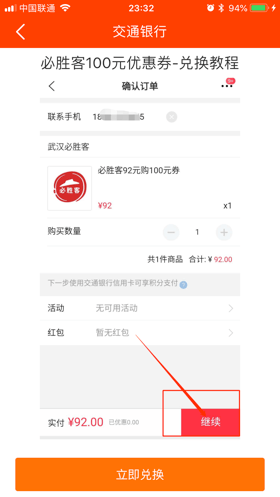 中国联通
23:32
94%
交通银行
必胜客100元优惠券-兑换教程
确认订单
联系手机
18 5
武汉必胜客
必胜客92元购100元券
¥92
x1
购买数量
1
共1件商品 合计: ¥ 92.00
下一步使用交通银行信用卡可享积分支付
活动 无可用活动
红包 暂无红包
实付 ¥92.00 已优惠0.00
继续
立即兑换